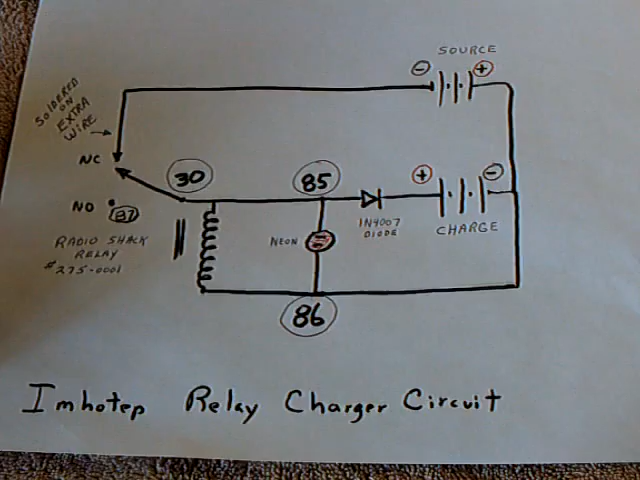 SOURCE
- +
SOLDERED
ON
EXTRA
WIRE
NC
30
85
+ -
NO 87
1N4007
DIODE
CHARGE
NEON
RADIO SHACK
RELAY
#275-0001
86
Imhotep Relay Charger Circuit